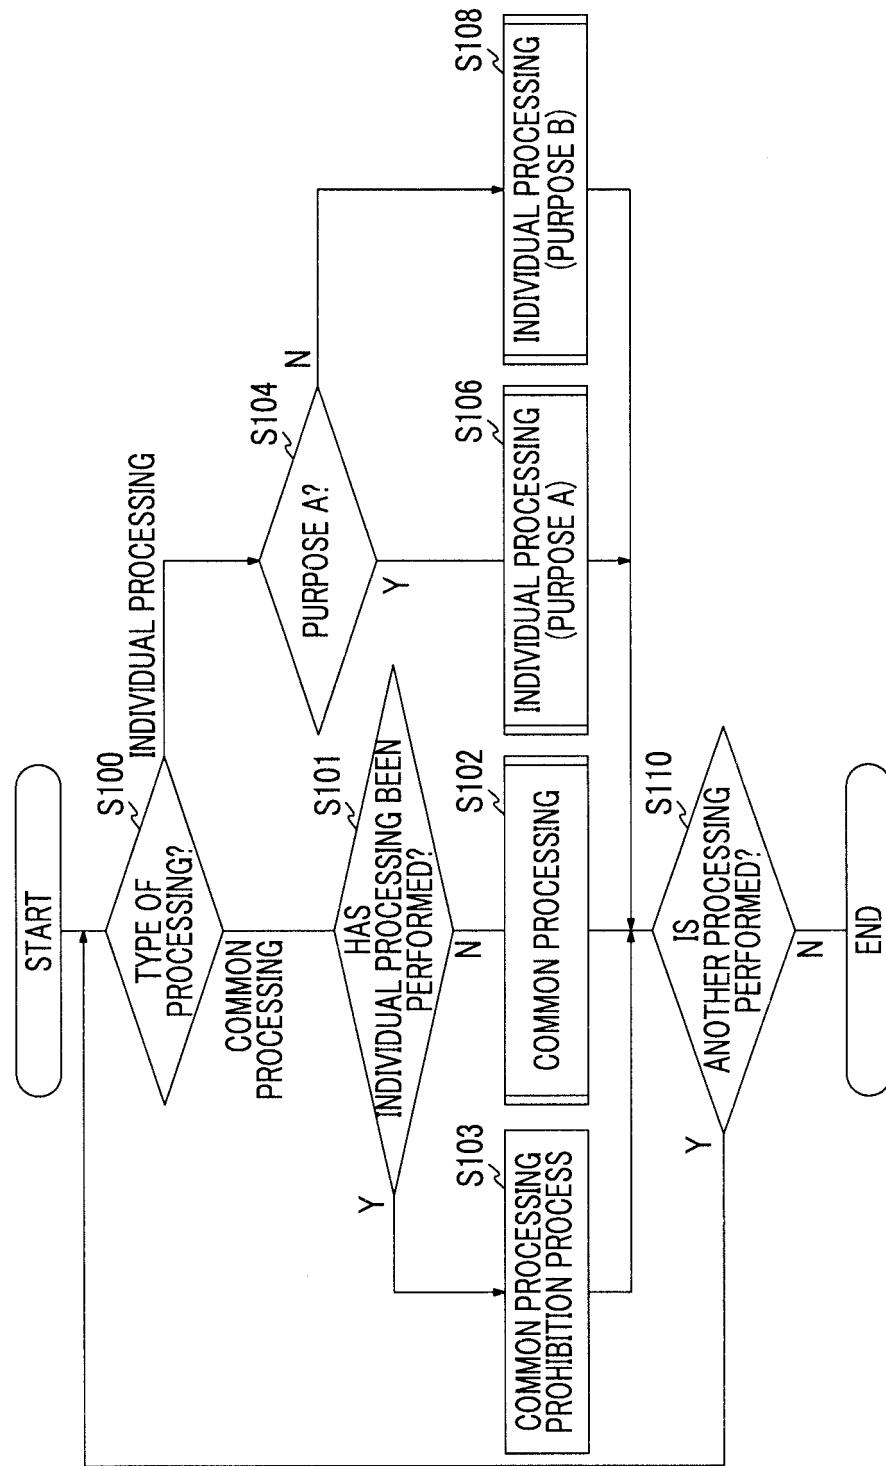 START
S100
TYPE OF
PROCESSING?
INDIVIDUAL PROCESSING
COMMON
PROCESSING
S101
HAS
INDIVIDUAL PROCESSING BEEN
PERFORMED?
Y
N
S104
PURPOSE A?
N
Y
S103
COMMON PROCESSING
PROHIBITION PROCESS
S102
COMMON PROCESSING
S106
INDIVIDUAL PROCESSING
(PURPOSE A)
S108
INDIVIDUAL PROCESSING
(PURPOSE B)
S110
IS
ANOTHER PROCESSING
PERFORMED?
Y
N
END